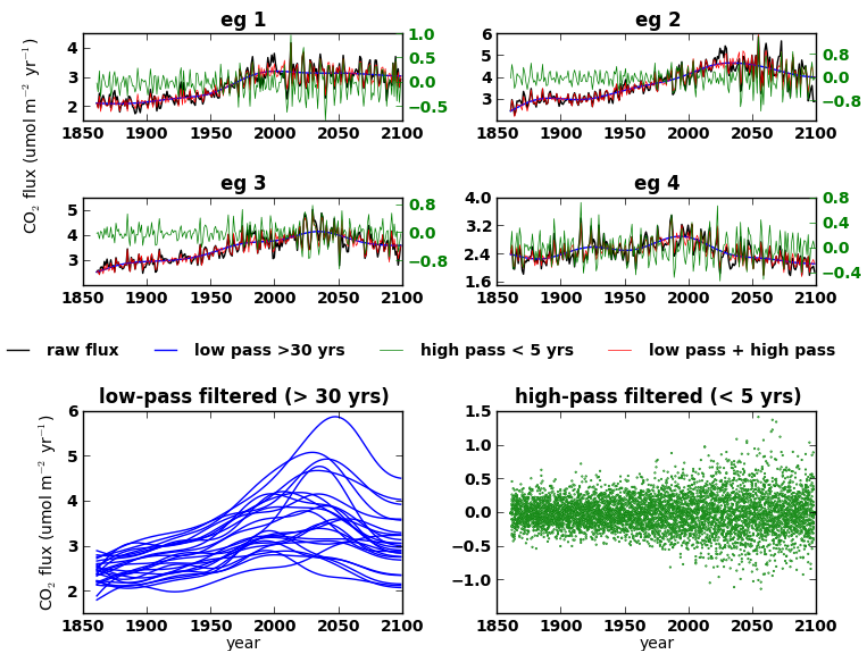 eg 1
eg 2
4
3
2
1.0
0.5
0.0
−0.5
6
5
4
3
0.8
0.0
−0.8
1850 1900 1950 2000 2050 2100
1850 1900 1950 2000 2050 2100
CO₂ flux (umol m⁻² yr⁻¹)
eg 3
eg 4
5
4
3
0.8
0.0
−0.8
4.0
3.2
2.4
1.6
0.8
0.4
0.0
−0.4
1850 1900 1950 2000 2050 2100
1850 1900 1950 2000 2050 2100
raw flux low pass >30 yrs high pass < 5 yrs low pass + high pass
low-pass filtered (> 30 yrs)
high-pass filtered (< 5 yrs)
CO₂ flux (umol m⁻² yr⁻¹)
6
5
4
3
2
1.5
1.0
0.5
0.0
−0.5
−1.0
1850 1900 1950 2000 2050 2100
1850 1900 1950 2000 2050 2100
year
year